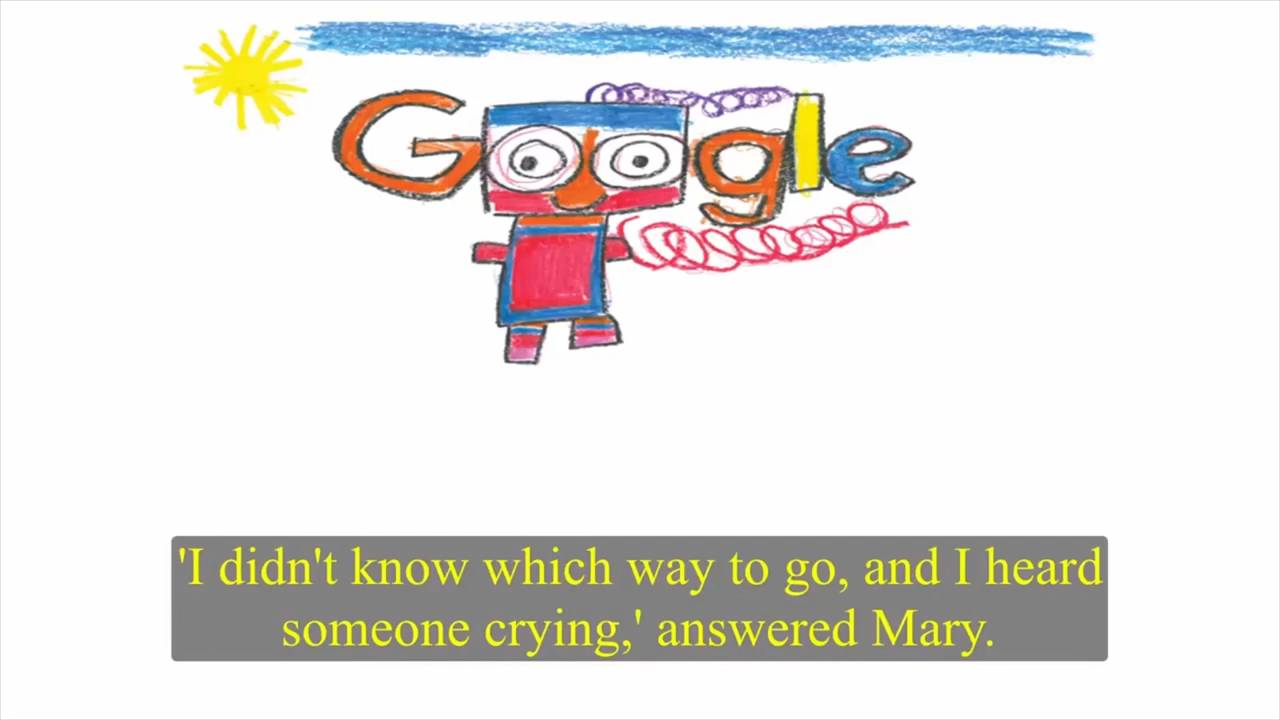 Google
'I didn't know which way to go, and I heard
someone crying,' answered Mary.